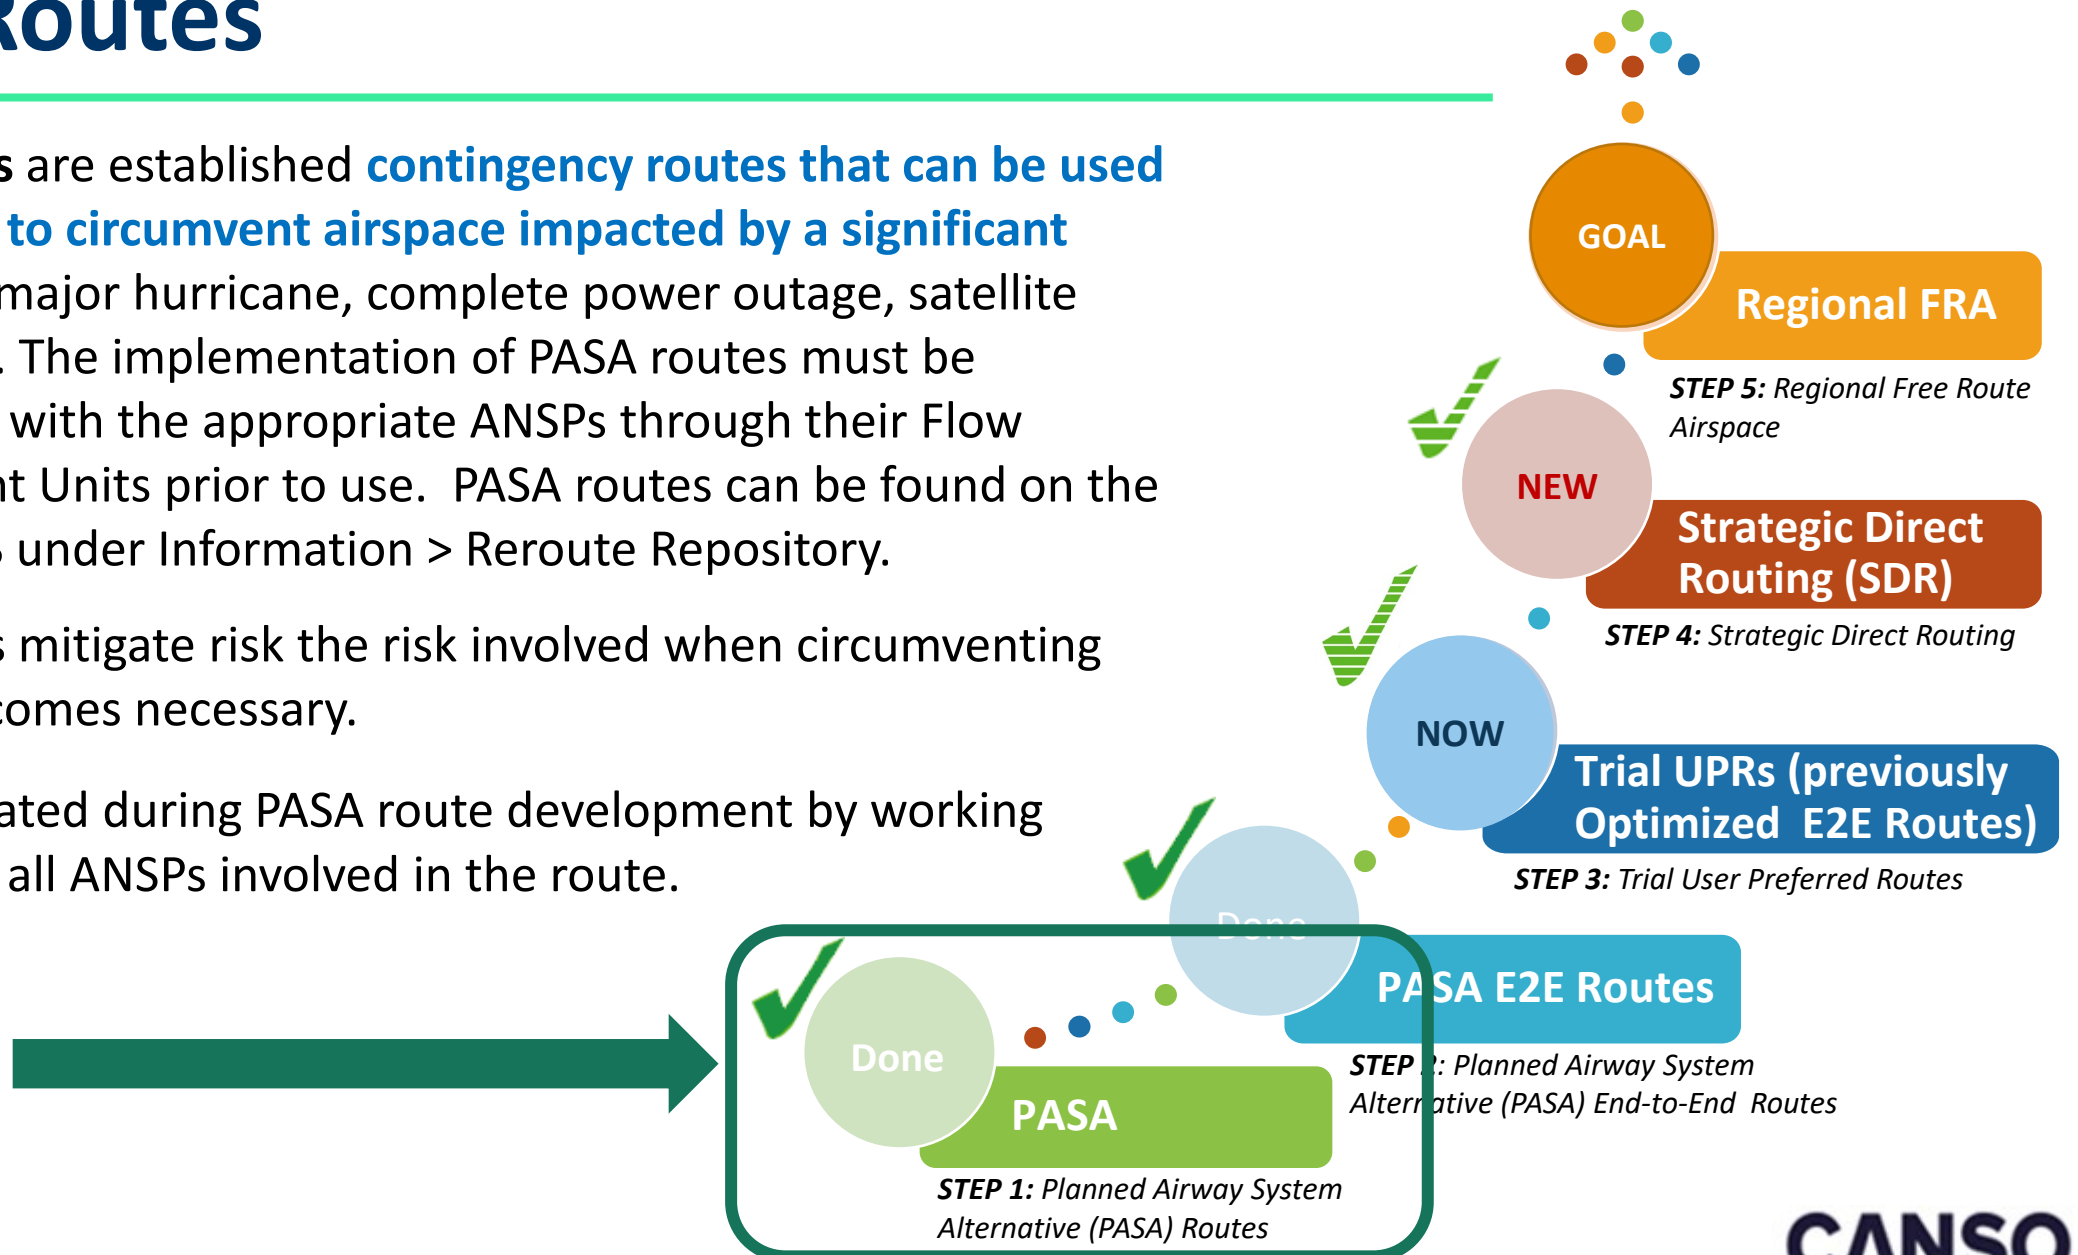 Routes
s are established contingency routes that can be used
to circumvent airspace impacted by a significant
major hurricane, complete power outage, satellite
. The implementation of PASA routes must be
with the appropriate ANSPs through their Flow
nt Units prior to use.  PASA routes can be found on the
under Information > Reroute Repository.
s mitigate risk the risk involved when circumventing
comes necessary.
ated during PASA route development by working
all ANSPs involved in the route.
GOAL
Regional FRA
STEP 5: Regional Free Route
Airspace
NEW
Strategic Direct
Routing (SDR)
STEP 4: Strategic Direct Routing
NOW
Trial UPRs (previously
Optimized  E2E Routes)
STEP 3: Trial User Preferred Routes
Done
PASA E2E Routes
STEP 2: Planned Airway System
Alternative (PASA) End-to-End  Routes
Done
PASA
STEP 1: Planned Airway System
Alternative (PASA) Routes
CANSO